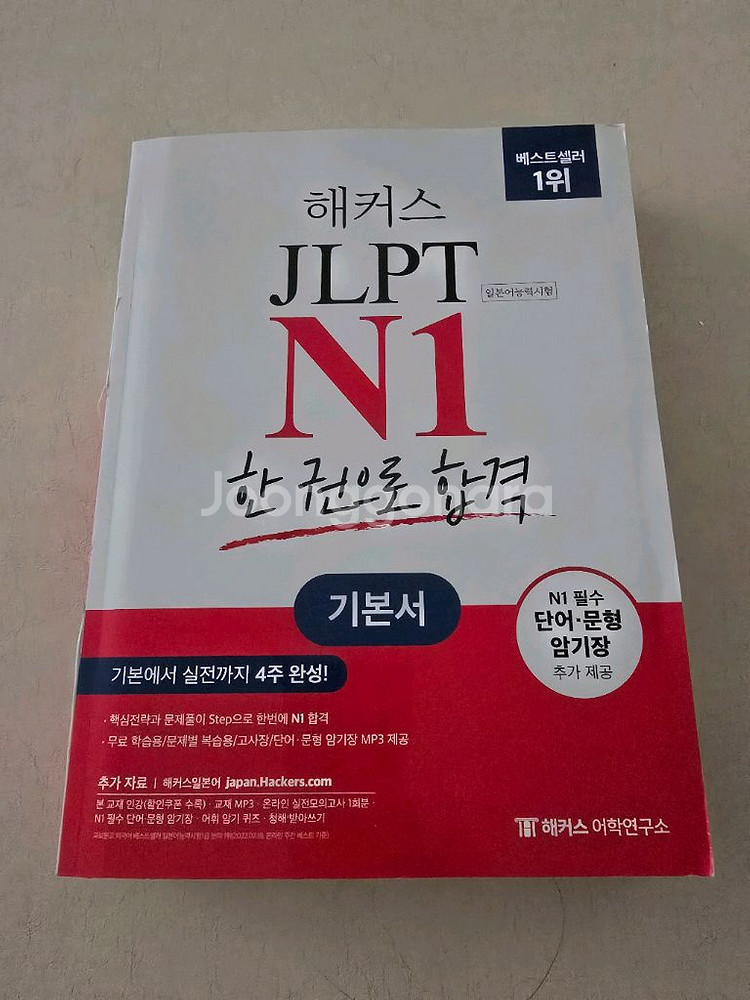 베스트셀러
1위
해커스
JLPT
일본어능력시험
N1
한 권으로 합격
Joonggonara
기본서
N1 필수
단어·문형
암기장
추가 제공
기본에서 실전까지 4주 완성!
· 핵심전략과 문제풀이 Step으로 한번에 N1 합격
· 무료 학습용/문제별 복습용/고사장/단어·문형 암기장 MP3 제공
추가 자료 | 해커스일본어 japan.Hackers.com
본 교재 인강(할인쿠폰 수록) · 교재 MP3 · 온라인 실전모의고사 1회분 ·
N1 필수 단어·문형 암기장 · 어휘 암기 퀴즈 · 청해 받아쓰기
해커스 어학연구소